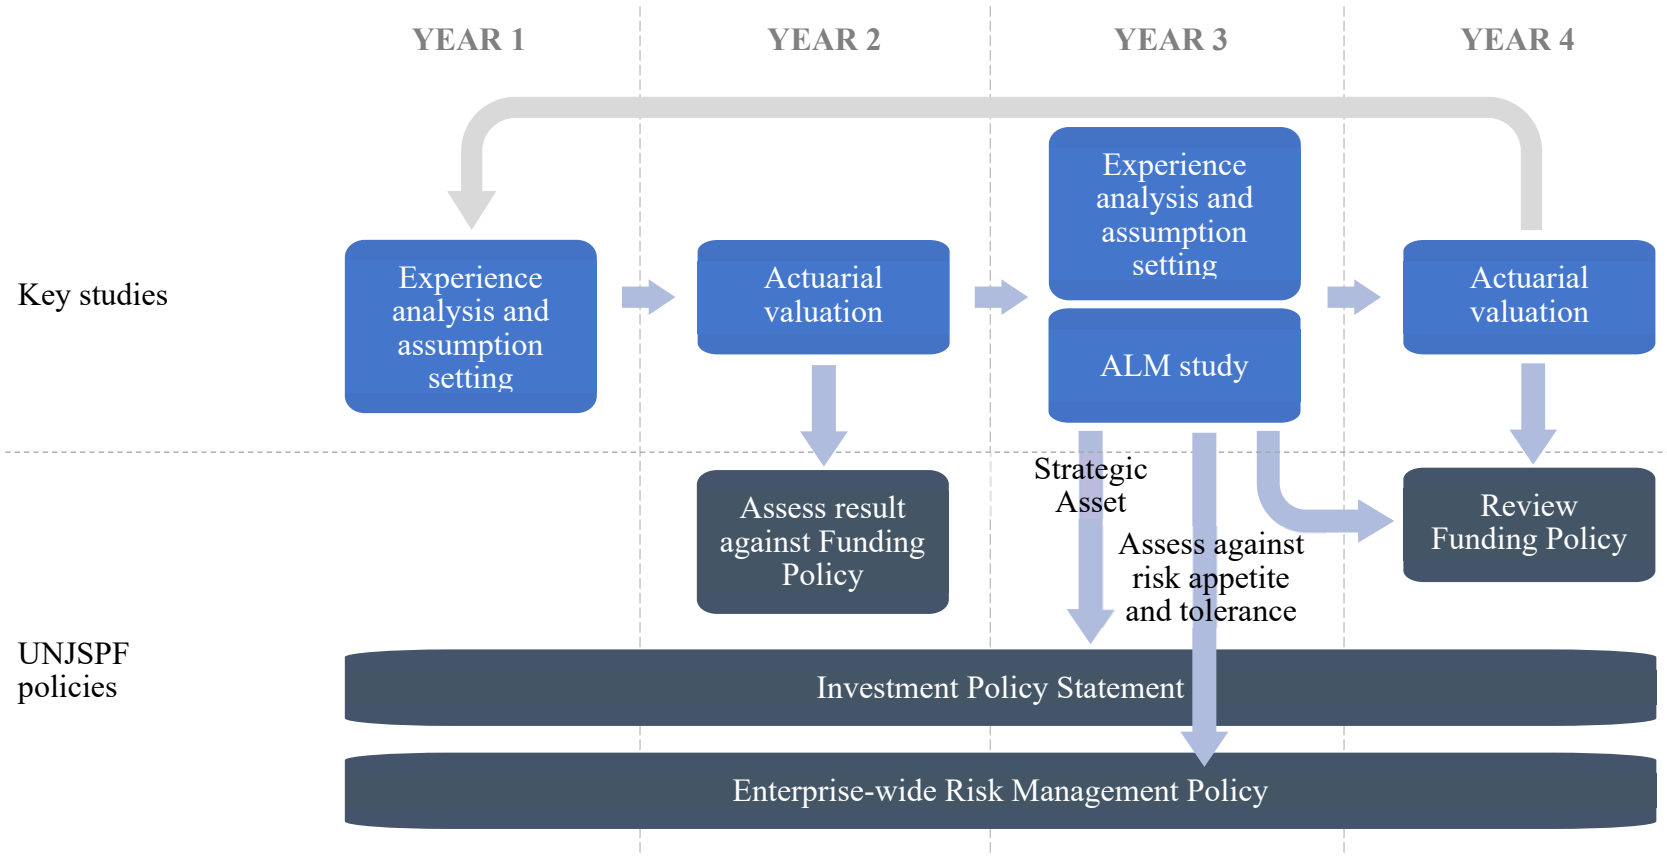 YEAR 1
YEAR 2
YEAR 3
YEAR 4
Key studies
Experience
analysis and
assumption
setting
Actuarial
valuation
Experience
analysis and
assumption
setting
ALM study
Actuarial
valuation
Strategic
Asset
Assess against
risk appetite
and tolerance
UNJSPF
policies
Assess result
against Funding
Policy
Review
Funding Policy
Investment Policy Statement
Enterprise-wide Risk Management Policy